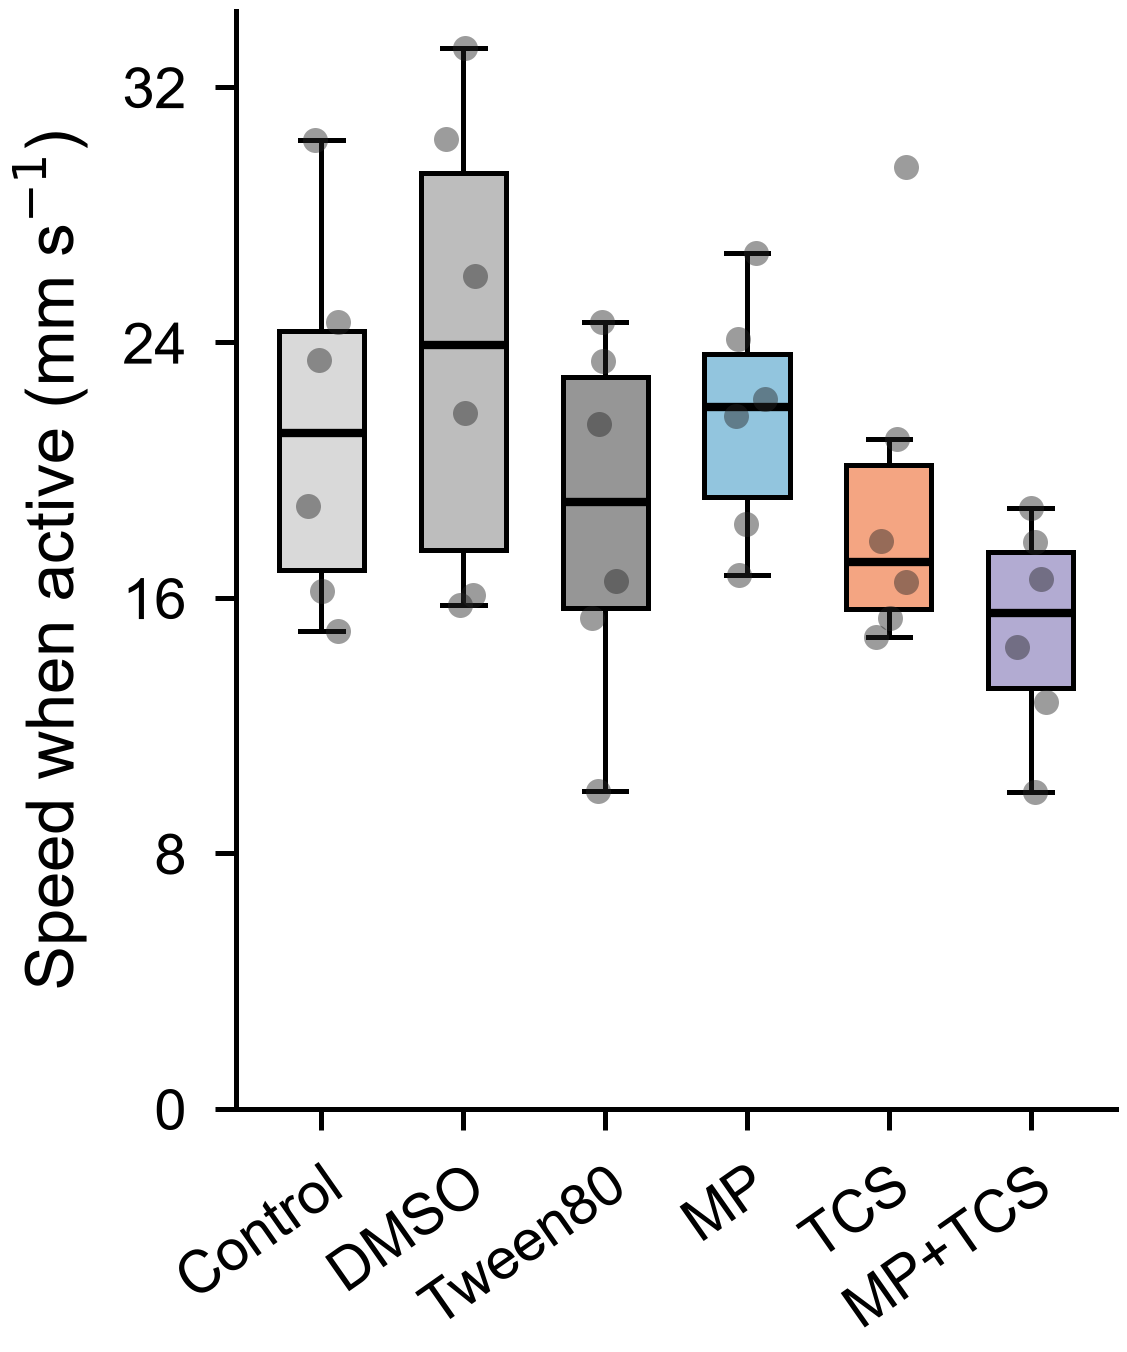 Speed when active (mm s⁻¹)
32
24
16
8
0
Control
DMSO
Tween80
MP
TCS
MP+TCS